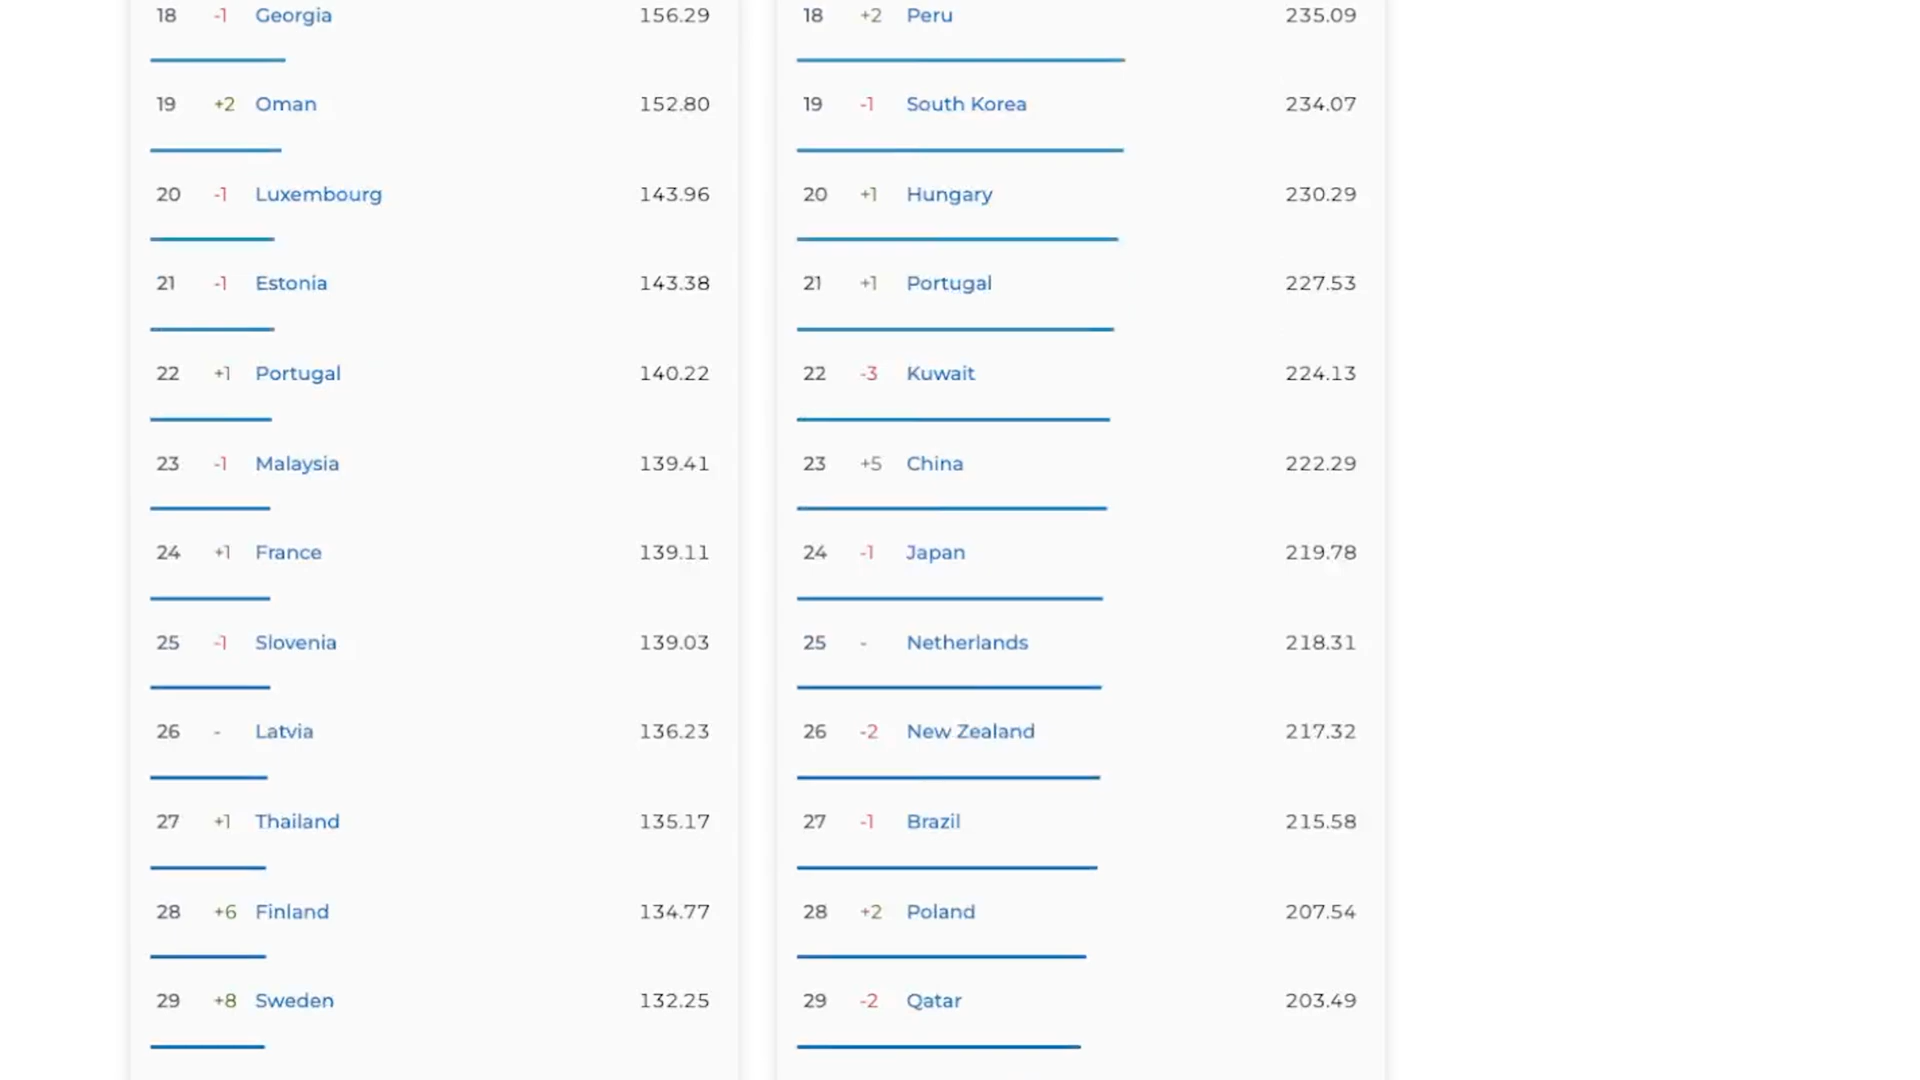 18 -1 Georgia 156.29
19 +2 Oman 152.80
20 -1 Luxembourg 143.96
21 -1 Estonia 143.38
22 +1 Portugal 140.22
23 -1 Malaysia 139.41
24 +1 France 139.11
25 -1 Slovenia 139.03
26 - Latvia 136.23
27 +1 Thailand 135.17
28 +6 Finland 134.77
29 +8 Sweden 132.25
18 +2 Peru 235.09
19 -1 South Korea 234.07
20 +1 Hungary 230.29
21 +1 Portugal 227.53
22 -3 Kuwait 224.13
23 +5 China 222.29
24 -1 Japan 219.78
25 - Netherlands 218.31
26 -2 New Zealand 217.32
27 -1 Brazil 215.58
28 +2 Poland 207.54
29 -2 Qatar 203.49